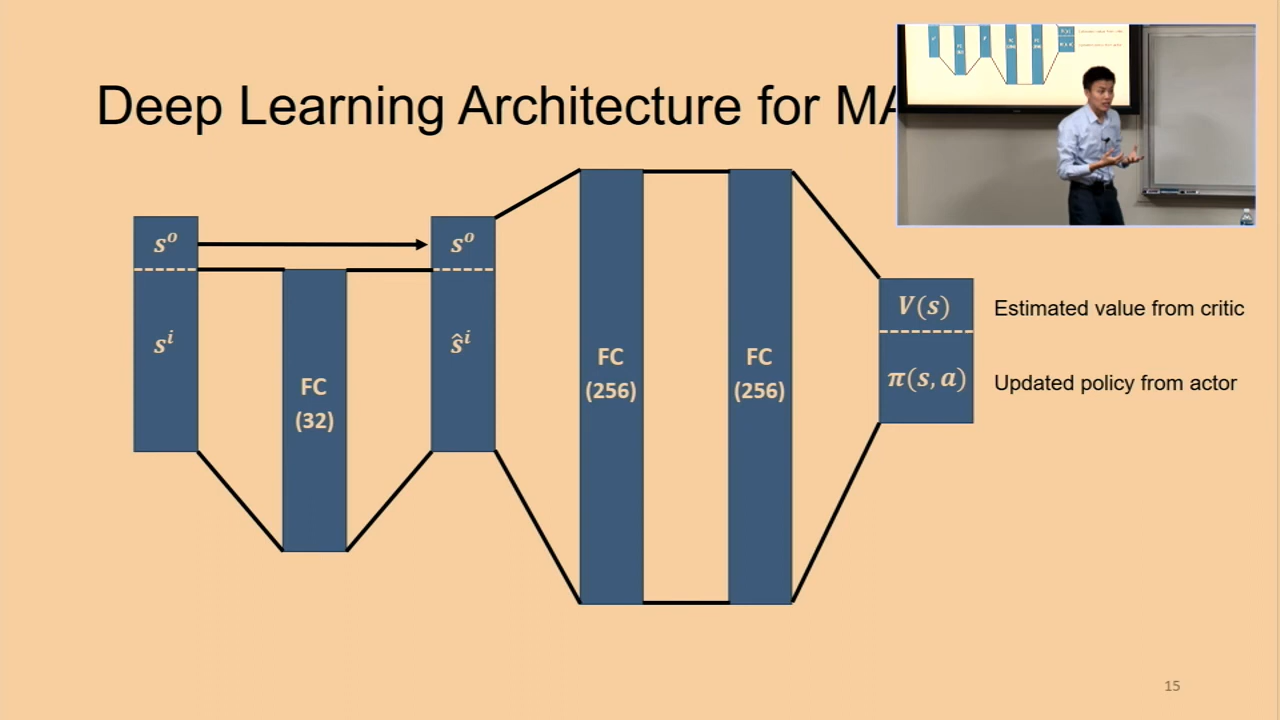 Deep Learning Architecture for MA
s^o
s^i
FC
(32)
s^o
ŝ^i
FC
(256)
FC
(256)
V(s)
π(s, a)
Estimated value from critic
Updated policy from actor
15